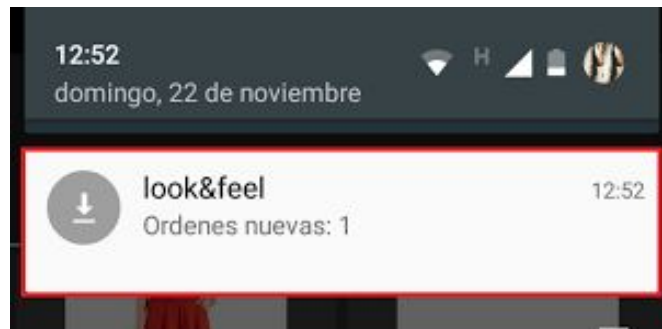 12:52
H
domingo, 22 de noviembre
look&feel
12:52
Ordenes nuevas: 1